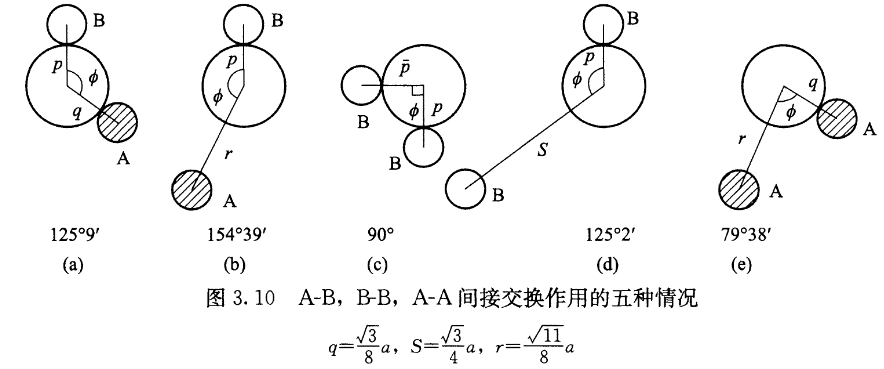 B B B
p ϕ p ϕ p̄ p ϕ q ϕ
q ϕ p B r
A r B S B A
A A
125°9′ 154°39′ 90° 125°2′ 79°38′
(a) (b) (c) (d) (e)
图 3.10 A-B，B-B，A-A 间接交换作用的五种情况
q=√3/8 a，S=√3/4 a，r=√11/8 a